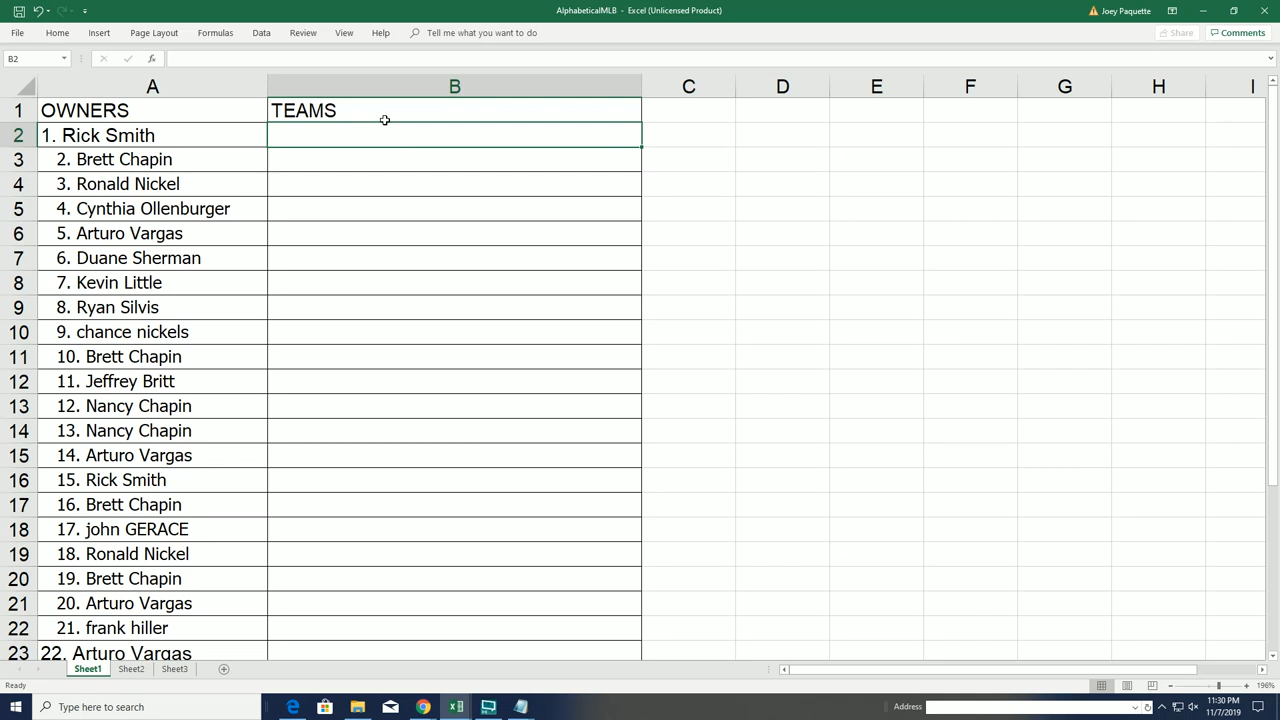 AlphabeticalMLB - Excel (Unlicensed Product)
Joey Paquette
File Home Insert Page Layout Formulas Data Review View Help Tell me what you want to do
Share Comments
B2 fx
A B C D E F G H I
1 OWNERS TEAMS
2 1. Rick Smith
3 2. Brett Chapin
4 3. Ronald Nickel
5 4. Cynthia Ollenburger
6 5. Arturo Vargas
7 6. Duane Sherman
8 7. Kevin Little
9 8. Ryan Silvis
10 9. chance nickels
11 10. Brett Chapin
12 11. Jeffrey Britt
13 12. Nancy Chapin
14 13. Nancy Chapin
15 14. Arturo Vargas
16 15. Rick Smith
17 16. Brett Chapin
18 17. john GERACE
19 18. Ronald Nickel
20 19. Brett Chapin
21 20. Arturo Vargas
22 21. frank hiller
23 22. Arturo Vargas
Sheet1 Sheet2 Sheet3
Ready 196%
Type here to search
Address
11:30 PM
11/7/2019